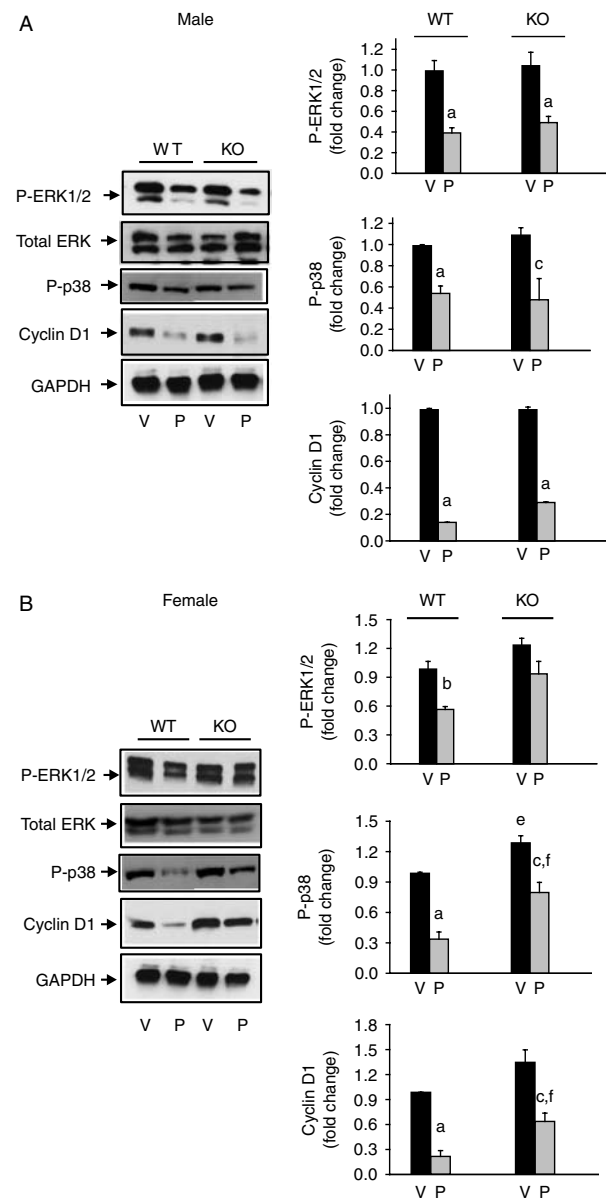 A
Male
WT KO
P-ERK1/2
Total ERK
P-p38
Cyclin D1
GAPDH
V P V P
WT KO
P-ERK1/2
(fold change)
1.2
1.0
0.8
0.6
0.4
0.2
0.0
a a
V P V P
P-p38
(fold change)
1.2
1.0
0.8
0.6
0.4
0.2
0.0
a c
V P V P
Cyclin D1
(fold change)
1.0
0.8
0.6
0.4
0.2
0.0
a a
V P V P
B
Female
WT KO
P-ERK1/2
Total ERK
P-p38
Cyclin D1
GAPDH
V P V P
WT KO
P-ERK1/2
(fold change)
1.5
1.2
0.9
0.6
0.3
0.0
b
V P V P
P-p38
(fold change)
1.5
1.2
0.9
0.6
0.3
0.0
a e c,f
V P V P
Cyclin D1
(fold change)
1.8
1.5
1.2
0.9
0.6
0.3
0.0
a c,f
V P V P